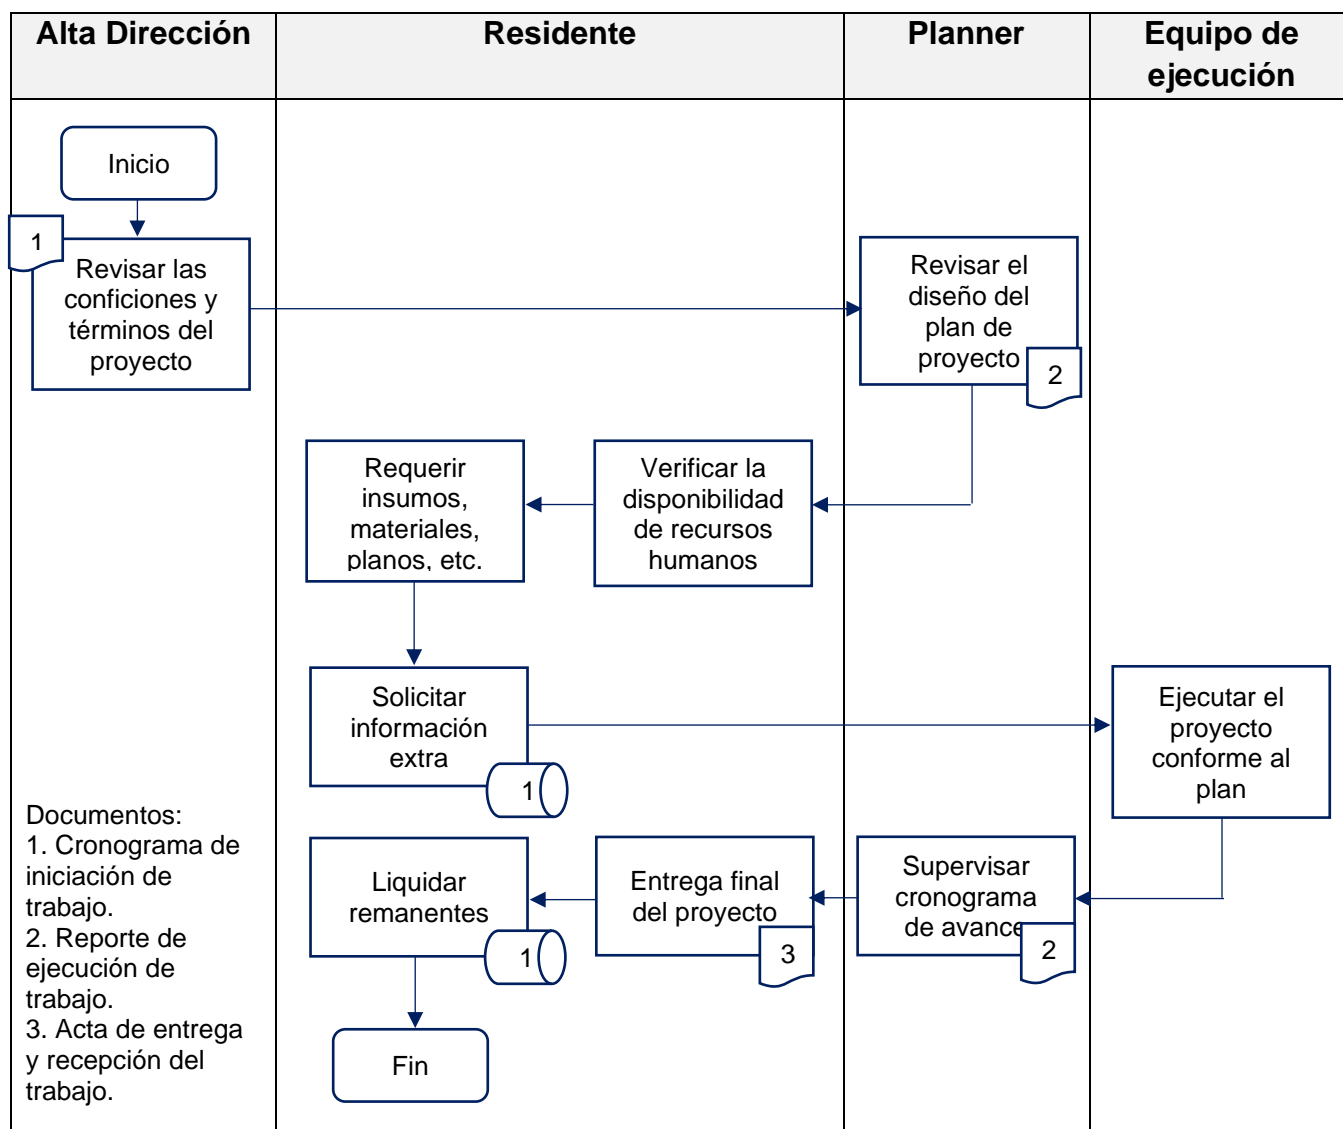 Alta Dirección
Residente
Planner
Equipo de
ejecución
Inicio
1
Revisar las
conficiones y
términos del
proyecto
Revisar el
diseño del
plan de
proyecto
2
Requerir
insumos,
materiales,
planos, etc.
Verificar la
disponibilidad
de recursos
humanos
Solicitar
información
extra
1
Ejecutar el
proyecto
conforme al
plan
Documentos:
1. Cronograma de
iniciación de
trabajo.
2. Reporte de
ejecución de
trabajo.
3. Acta de entrega
y recepción del
trabajo.
Liquidar
remanentes
1
Entrega final
del proyecto
3
Supervisar
cronograma
de avance
2
Fin